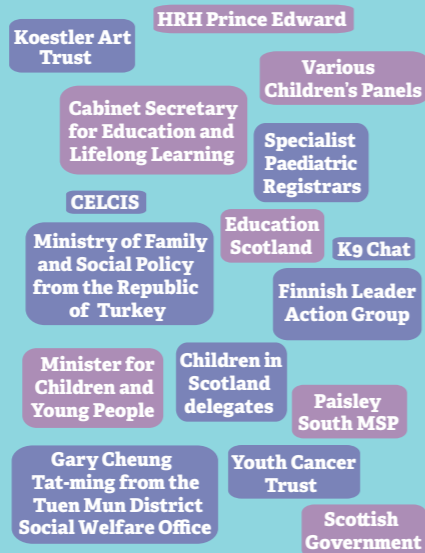 HRH Prince Edward
Koestler Art
Trust
Various
Children's Panels
Cabinet Secretary
for Education and
Lifelong Learning
Specialist
Paediatric
Registrars
CELCIS
Education
Scotland
K9 Chat
Ministry of Family
and Social Policy
from the Republic
of Turkey
Finnish Leader
Action Group
Minister for
Children and
Young People
Children in
Scotland
delegates
Paisley
South MSP
Gary Cheung
Tat-ming from the
Tuen Mun District
Social Welfare Office
Youth Cancer
Trust
Scottish
Government